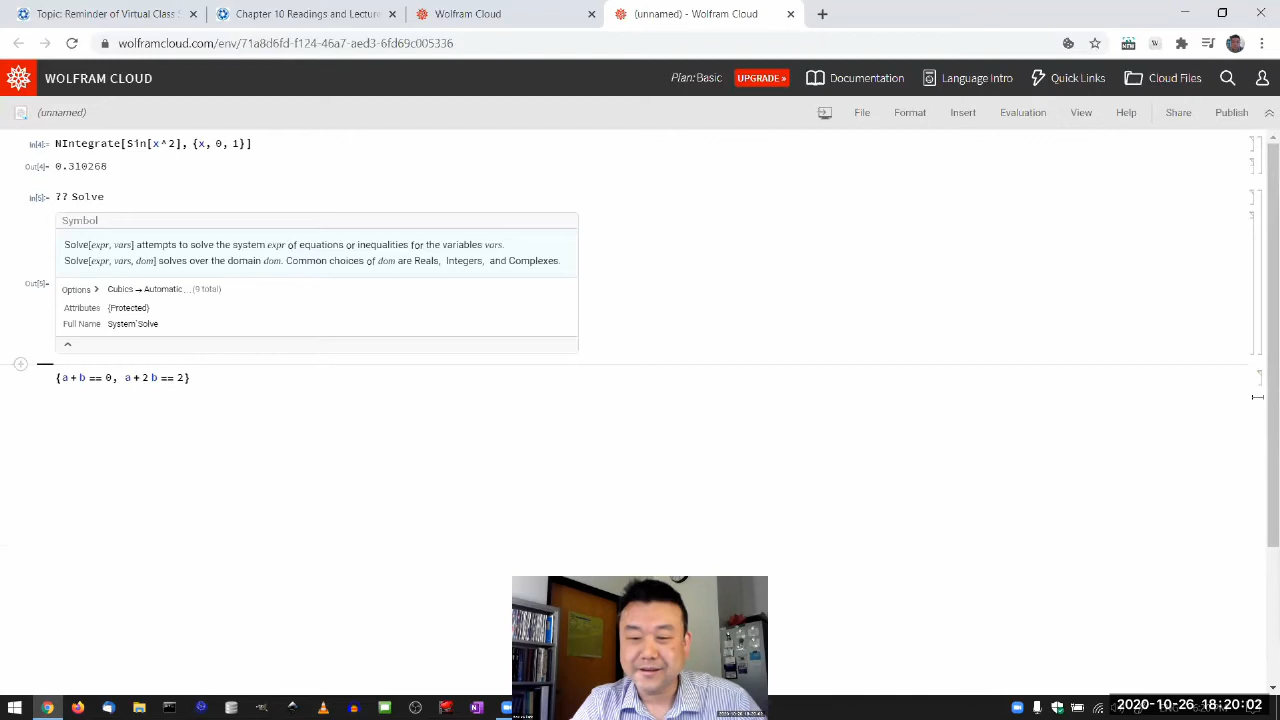 Topic: Reminder of Virtual Class S
Chapter 10 Readings and Lecture
Wolfram Cloud
(unnamed) - Wolfram Cloud
wolframcloud.com/env/71a8d6fd-f124-46a7-aed3-6fd69c005336
WOLFRAM CLOUD
Plan: Basic
UPGRADE »
Documentation
Language Intro
Quick Links
Cloud Files
(unnamed)
File
Format
Insert
Evaluation
View
Help
Share
Publish
In[4]:= NIntegrate[Sin[x^2], {x, 0, 1}]
Out[4]= 0.310268
In[5]:= ?? Solve
Symbol
Solve[expr, vars] attempts to solve the system expr of equations or inequalities for the variables vars.
Solve[expr, vars, dom] solves over the domain dom. Common choices of dom are Reals, Integers, and Complexes.
Out[5]=
Options Cubics → Automatic ... (9 total)
Attributes {Protected}
Full Name System`Solve
{a + b == 0, a + 2 b == 2}
2020-10-26 18:20:02